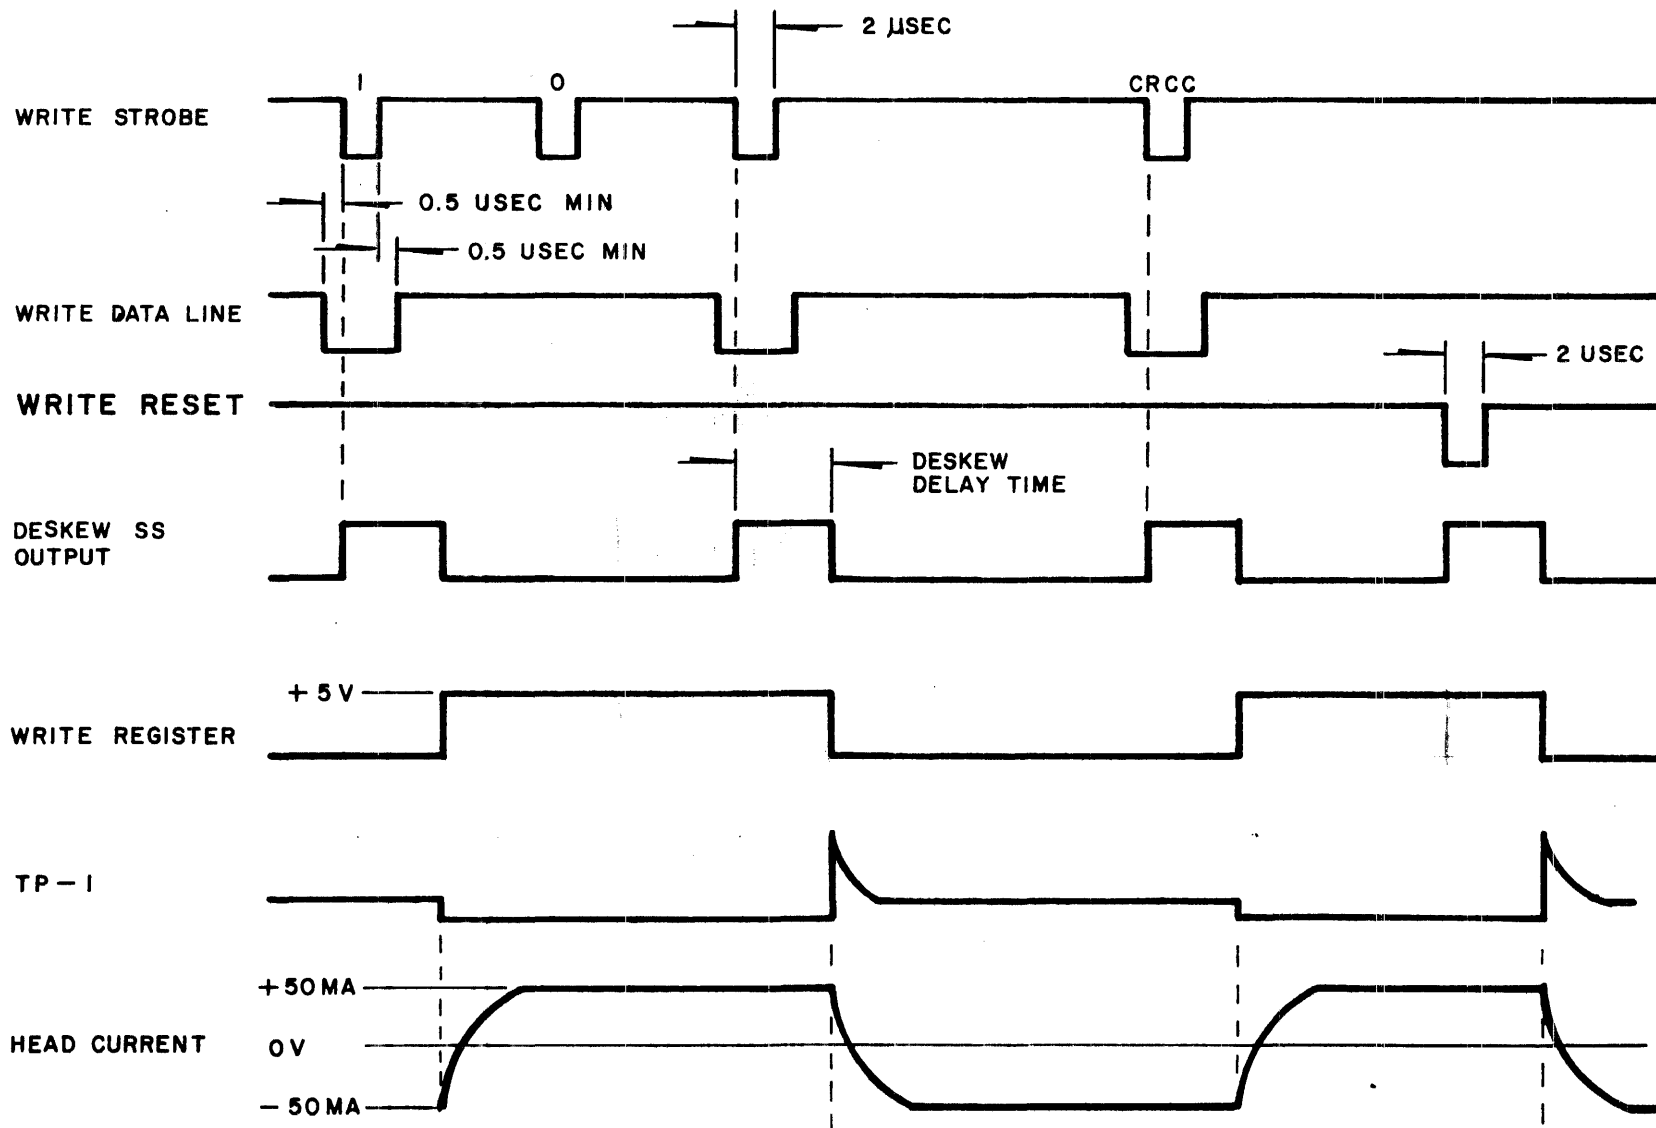 2 µSEC
1 0 CRCC
WRITE STROBE
0.5 USEC MIN
0.5 USEC MIN
WRITE DATA LINE
2 USEC
WRITE RESET
DESKEW
DELAY TIME
DESKEW SS
OUTPUT
+5V
WRITE REGISTER
TP-1
+50MA
HEAD CURRENT 0V
-50MA